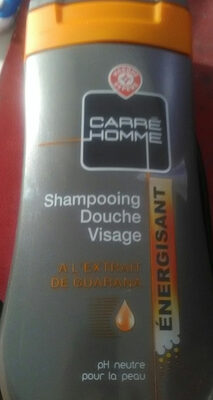 CARRÉ
HOMME
Shampooing
Douche
Visage
A L'EXTRAIT
DE GUARANA
ÉNERGISANT
pH neutre
pour la peau